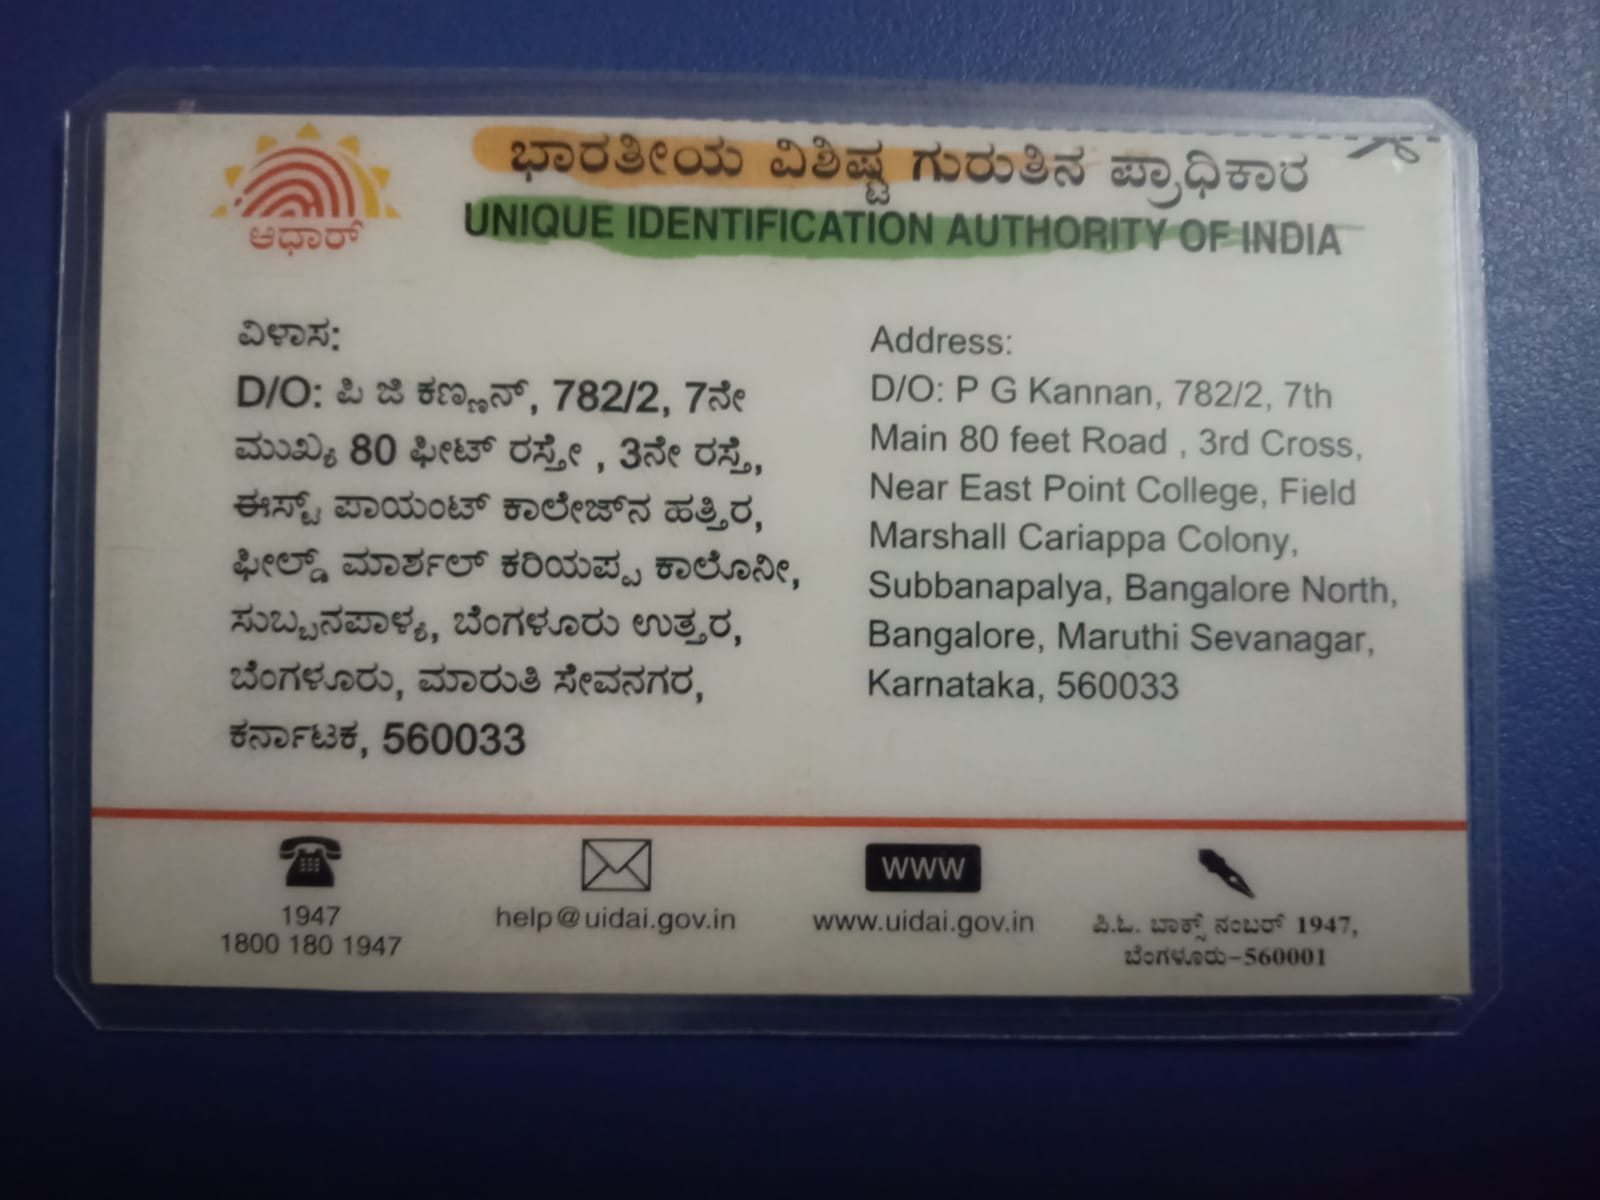 ಆಧಾರ್
ಭಾರತೀಯ ವಿಶಿಷ್ಟ ಗುರುತಿನ ಪ್ರಾಧಿಕಾರ
UNIQUE IDENTIFICATION AUTHORITY OF INDIA
ವಿಳಾಸ:
D/O: ಪಿ ಜಿ ಕಣ್ಣನ್, 782/2, 7ನೇ
ಮುಖ್ಯ 80 ಫೀಟ್ ರಸ್ತೇ , 3ನೇ ರಸ್ತೆ,
ಈಸ್ಟ್ ಪಾಯಂಟ್ ಕಾಲೇಜ್‌ನ ಹತ್ತಿರ,
ಫೀಲ್ಡ್ ಮಾರ್ಶಲ್ ಕರಿಯಪ್ಪ ಕಾಲೊನೀ,
ಸುಬ್ಬನಪಾಳ್ಯ, ಬೆಂಗಳೂರು ಉತ್ತರ,
ಬೆಂಗಳೂರು, ಮಾರುತಿ ಸೇವನಗರ,
ಕರ್ನಾಟಕ, 560033
Address:
D/O: P G Kannan, 782/2, 7th
Main 80 feet Road , 3rd Cross,
Near East Point College, Field
Marshall Cariappa Colony,
Subbanapalya, Bangalore North,
Bangalore, Maruthi Sevanagar,
Karnataka, 560033
1947
1800 180 1947
help@uidai.gov.in
WWW
www.uidai.gov.in
ಪಿ.ಓ. ಬಾಕ್ಸ್ ನಂಬರ್ 1947,
ಬೆಂಗಳೂರು-560001